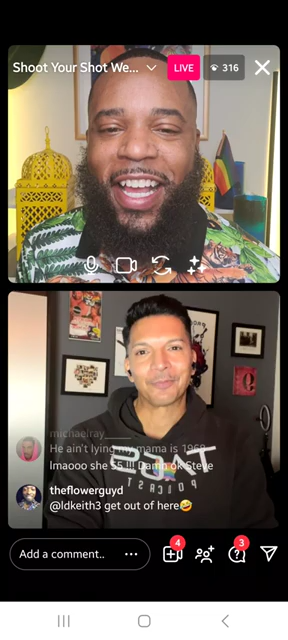 Shoot Your Shot We...
LIVE
316
michaelray____
He ain't lying my mama is 1968
lmaooo she 55 !!! Damn ok Steve
theflowerguyd
@ldkeith3 get out of here🤣
Add a comment..
4
3